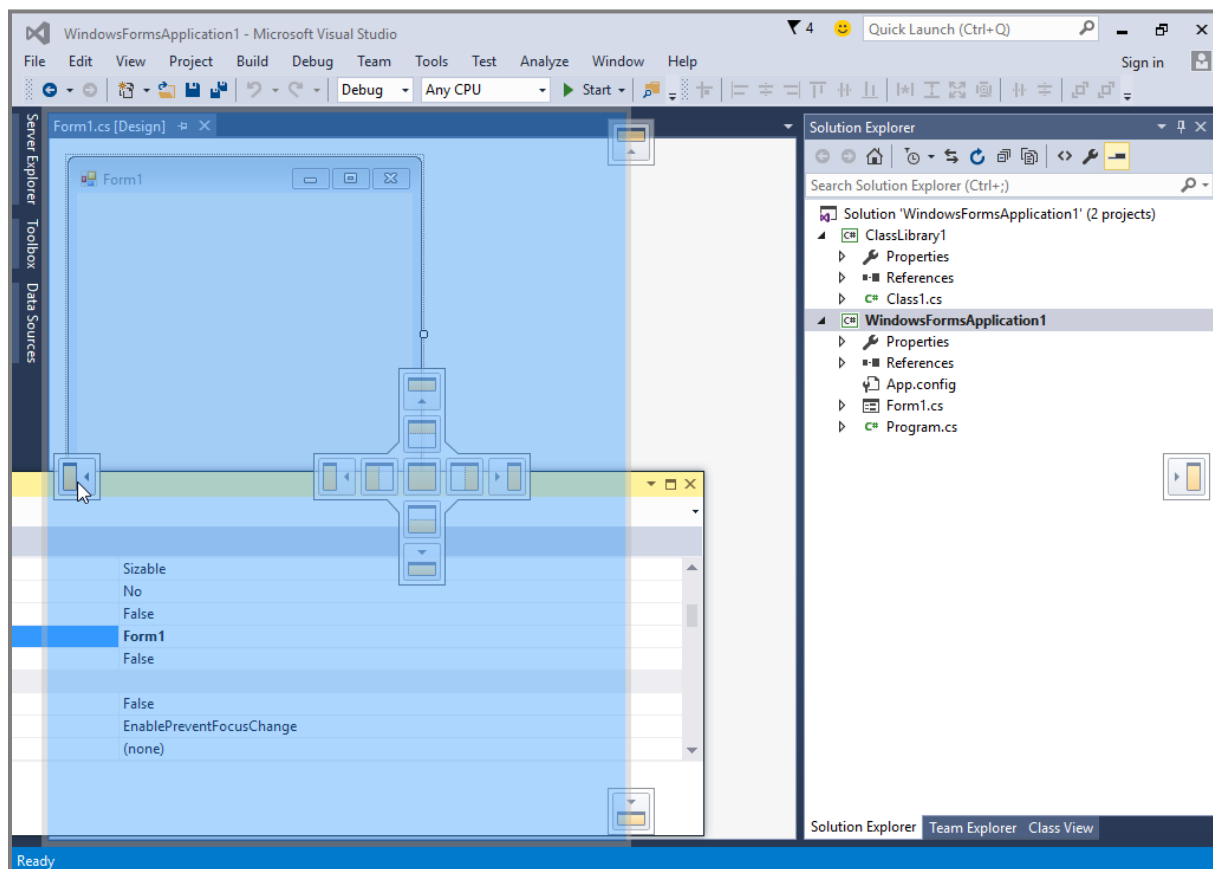 WindowsFormsApplication1 - Microsoft Visual Studio
4
Quick Launch (Ctrl+Q)
File Edit View Project Build Debug Team Tools Test Analyze Window Help
Sign in
Debug
Any CPU
Start
Server Explorer
Toolbox
Data Sources
Form1.cs [Design]
Form1
Sizable
No
False
Form1
False
False
EnablePreventFocusChange
(none)
Solution Explorer
Search Solution Explorer (Ctrl+;)
Solution 'WindowsFormsApplication1' (2 projects)
C# ClassLibrary1
Properties
References
C# Class1.cs
C# WindowsFormsApplication1
Properties
References
App.config
Form1.cs
C# Program.cs
Solution Explorer Team Explorer Class View
Ready